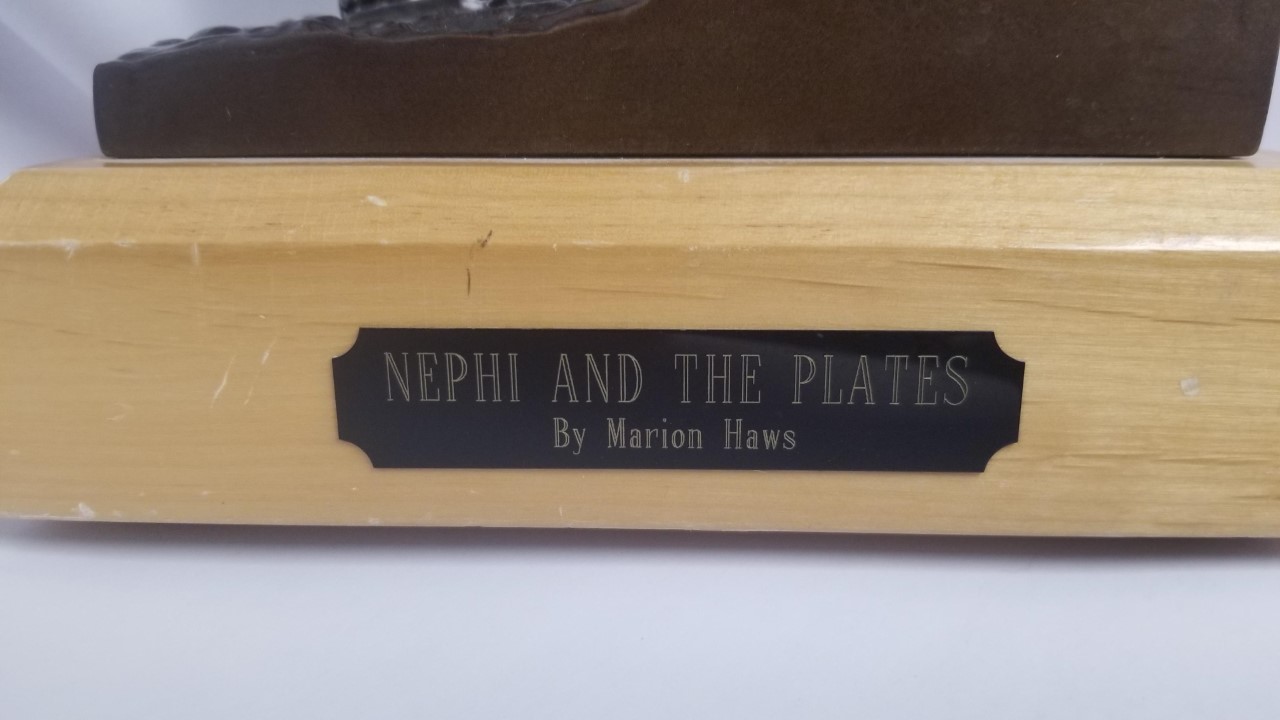 NEPHI AND THE PLATES
By Marion Haws